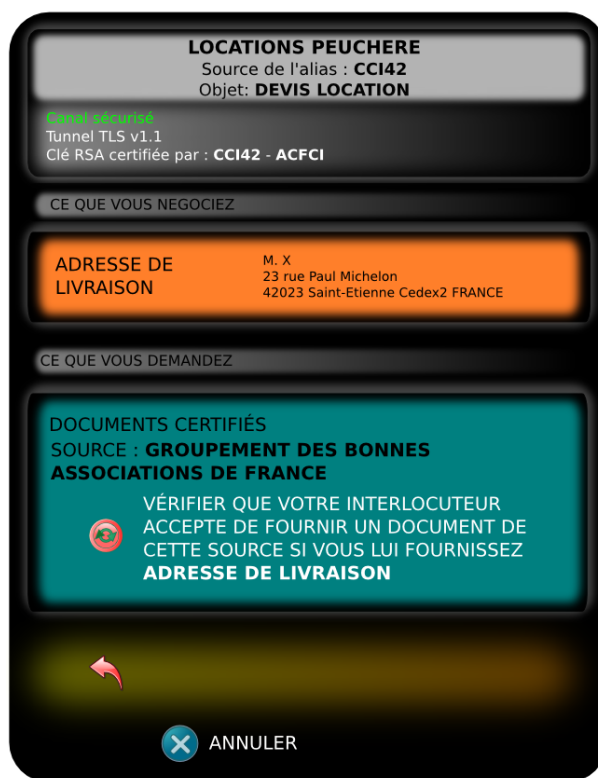 LOCATIONS PEUCHERE
Source de l'alias : CCI42
Objet: DEVIS LOCATION
Canal sécurisé
Tunnel TLS v1.1
Clé RSA certifiée par : CCI42 - ACFCI
CE QUE VOUS NEGOCIEZ
ADRESSE DE
LIVRAISON
M. X
23 rue Paul Michelon
42023 Saint-Etienne Cedex2 FRANCE
CE QUE VOUS DEMANDEZ
DOCUMENTS CERTIFIÉS
SOURCE : GROUPEMENT DES BONNES
ASSOCIATIONS DE FRANCE
VÉRIFIER QUE VOTRE INTERLOCUTEUR
ACCEPTE DE FOURNIR UN DOCUMENT DE
CETTE SOURCE SI VOUS LUI FOURNISSEZ
ADRESSE DE LIVRAISON
ANNULER